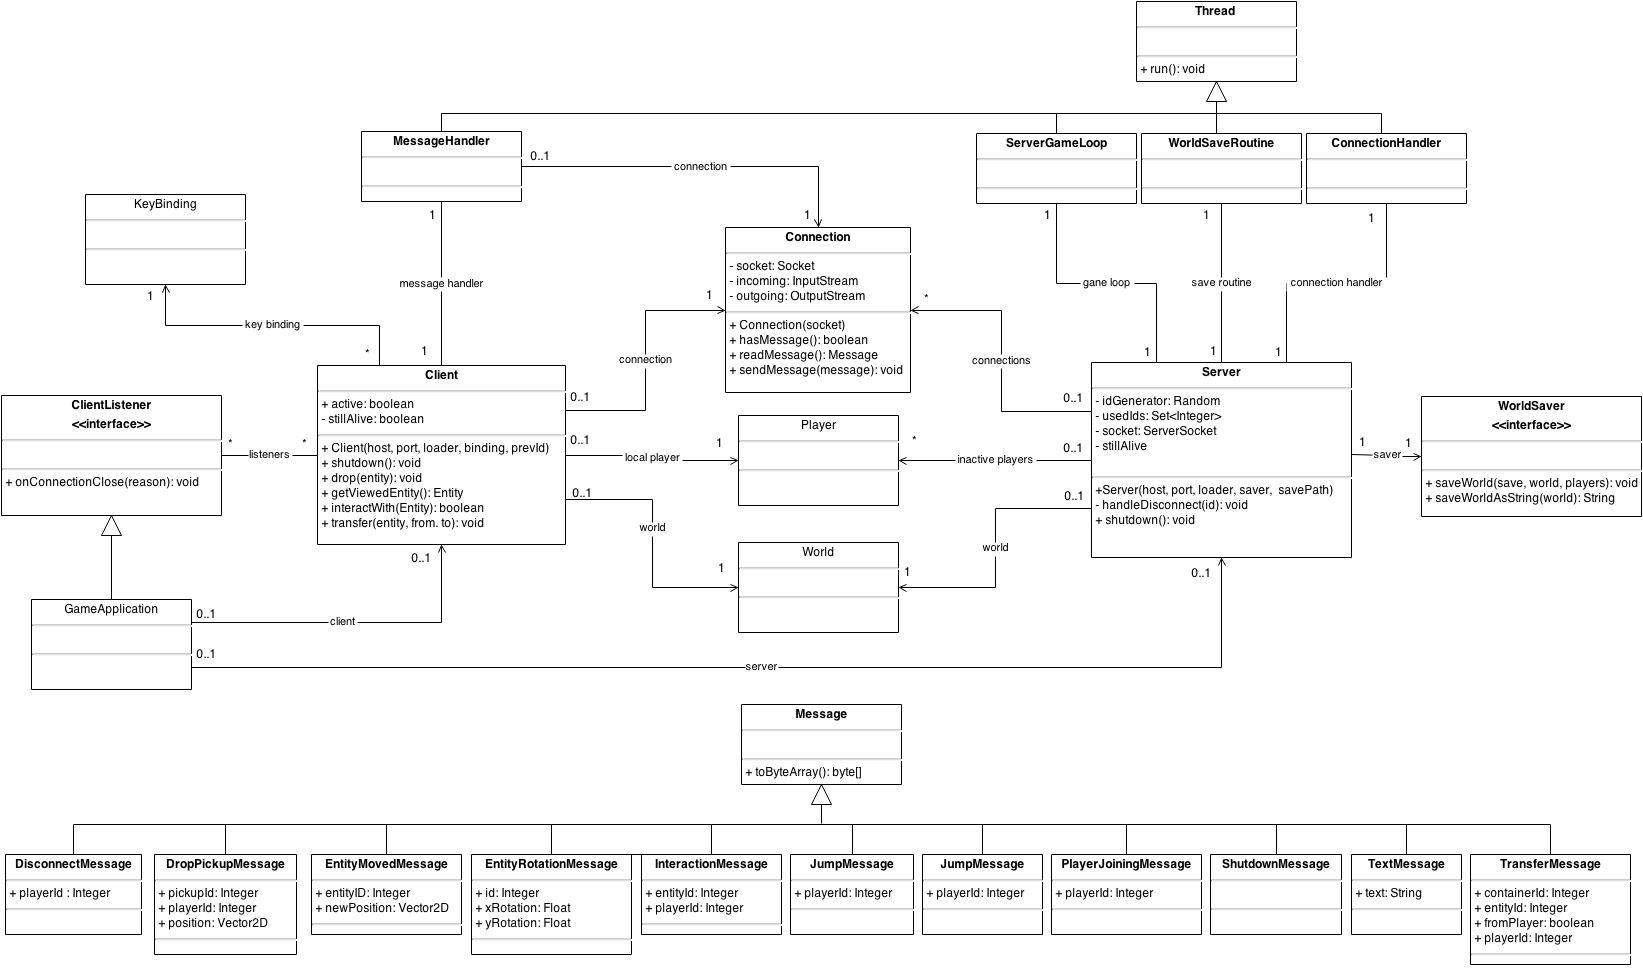 Thread
+ run(): void
MessageHandler
0..1
connection
1
1
message handler
1
ServerGameLoop
WorldSaveRoutine
ConnectionHandler
1
1
1
gane loop
save routine
connection handler
1
1
1
KeyBinding
1
key binding
*
Connection
- socket: Socket
- incoming: InputStream
- outgoing: OutputStream
+ Connection(socket)
+ hasMessage(): boolean
+ readMessage(): Message
+ sendMessage(message): void
1
connection
0..1
*
connections
0..1
ClientListener
<<interface>>
+ onConnectionClose(reason): void
*
listeners
*
Client
+ active: boolean
- stillAlive: boolean
+ Client(host, port, loader, binding, prevId)
+ shutdown(): void
+ drop(entity): void
+ getViewedEntity(): Entity
+ interactWith(Entity): boolean
+ transfer(entity, from. to): void
0..1
local player
1
Player
*
inactive players
0..1
0..1
world
1
World
1
world
0..1
Server
- idGenerator: Random
- usedIds: Set<Integer>
- socket: ServerSocket
- stillAlive
+Server(host, port, loader, saver,  savePath)
- handleDisconnect(id): void
+ shutdown(): void
1
saver
1
WorldSaver
<<interface>>
+ saveWorld(save, world, players): void
+ saveWorldAsString(world): String
GameApplication
0..1
client
0..1
0..1
server
0..1
Message
+ toByteArray(): byte[]
DisconnectMessage
+ playerId : Integer
DropPickupMessage
+ pickupId: Integer
+ playerId: Integer
+ position: Vector2D
EntityMovedMessage
+ entityID: Integer
+ newPosition: Vector2D
EntityRotationMessage
+ id: Integer
+ xRotation: Float
+ yRotation: Float
InteractionMessage
+ entityId: Integer
+ playerId: Integer
JumpMessage
+ playerId: Integer
JumpMessage
+ playerId: Integer
PlayerJoiningMessage
+ playerId: Integer
ShutdownMessage
TextMessage
+ text: String
TransferMessage
+ containerId: Integer
+ entityId: Integer
+ fromPlayer: boolean
+ playerId: Integer